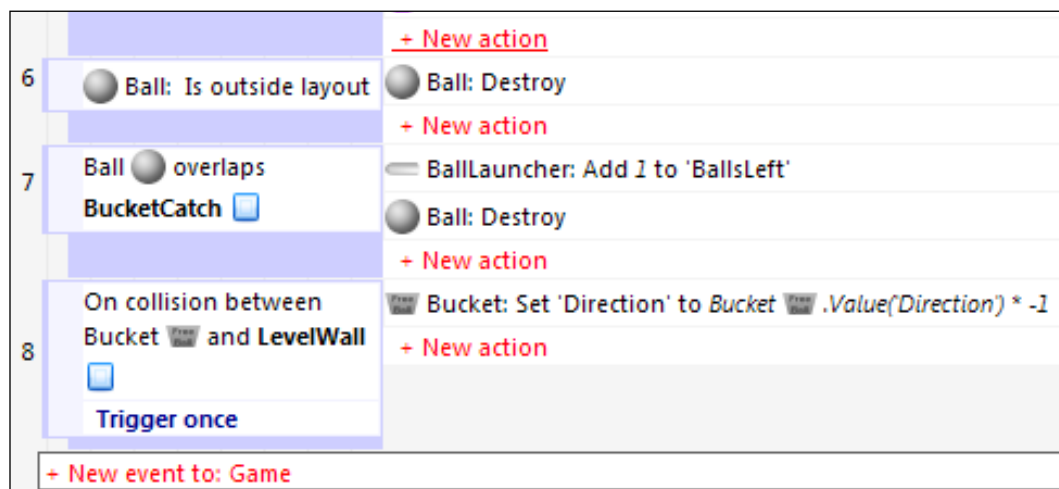 + New action
6
Ball: Is outside layout
Ball: Destroy
+ New action
7
Ball overlaps
BucketCatch
BallLauncher: Add 1 to 'BallsLeft'
Ball: Destroy
+ New action
8
On collision between
Bucket and LevelWall
Trigger once
Bucket: Set 'Direction' to Bucket .Value('Direction') * -1
+ New action
+ New event to: Game